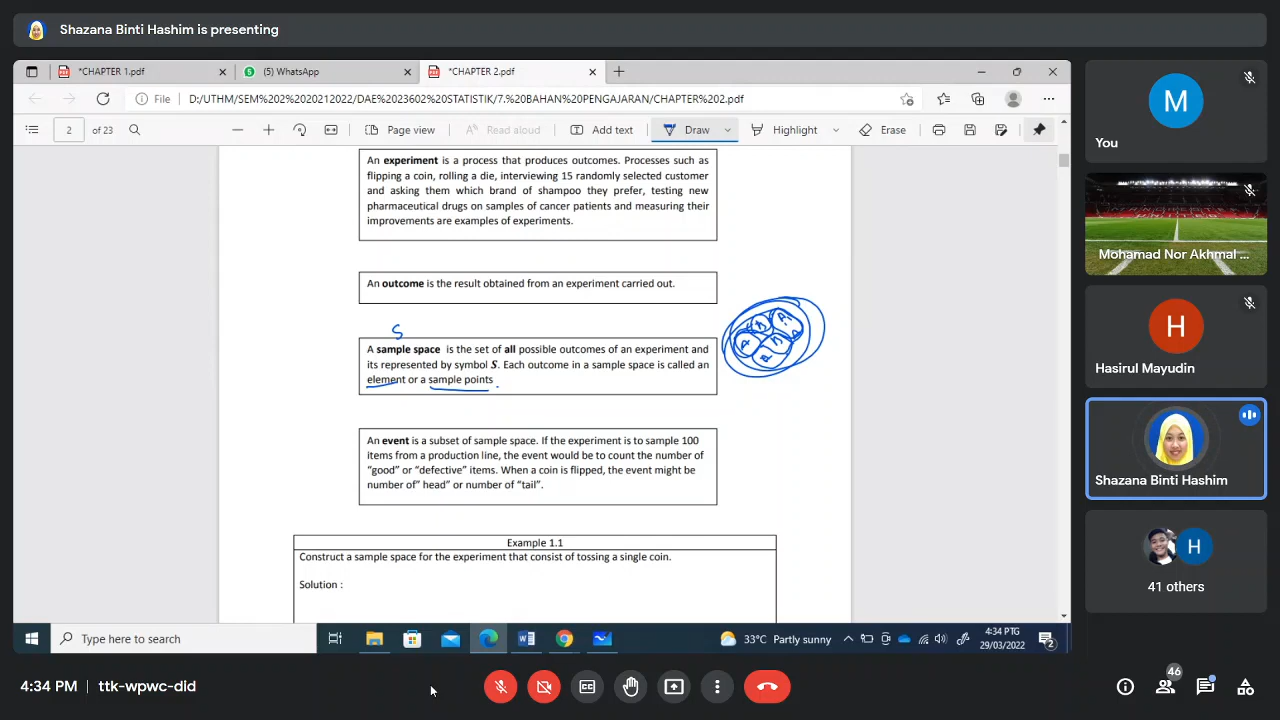 Shazana Binti Hashim is presenting
*CHAPTER 1.pdf
(5) WhatsApp
*CHAPTER 2.pdf
File
D:/UTHM/SEM%202%2020212022/DAE%2023602%20STATISTIK/7.%20BAHAN%20PENGAJARAN/CHAPTER%202.pdf
2 of 23
Page view
Read aloud
Add text
Draw
Highlight
Erase
An experiment is a process that produces outcomes. Processes such as
flipping a coin, rolling a die, interviewing 15 randomly selected customer
and asking them which brand of shampoo they prefer, testing new
pharmaceutical drugs on samples of cancer patients and measuring their
improvements are examples of experiments.
An outcome is the result obtained from an experiment carried out.
S
A sample space is the set of all possible outcomes of an experiment and
its represented by symbol S. Each outcome in a sample space is called an
element or a sample points .
An event is a subset of sample space. If the experiment is to sample 100
items from a production line, the event would be to count the number of
“good” or “defective” items. When a coin is flipped, the event might be
number of” head” or number of “tail”.
Example 1.1
Construct a sample space for the experiment that consist of tossing a single coin.
Solution :
M
You
Mohamad Nor Akhmal ...
H
Hasirul Mayudin
Shazana Binti Hashim
H
41 others
Type here to search
33°C Partly sunny
4:34 PTG
29/03/2022
2
4:34 PM | ttk-wpwc-dld
46